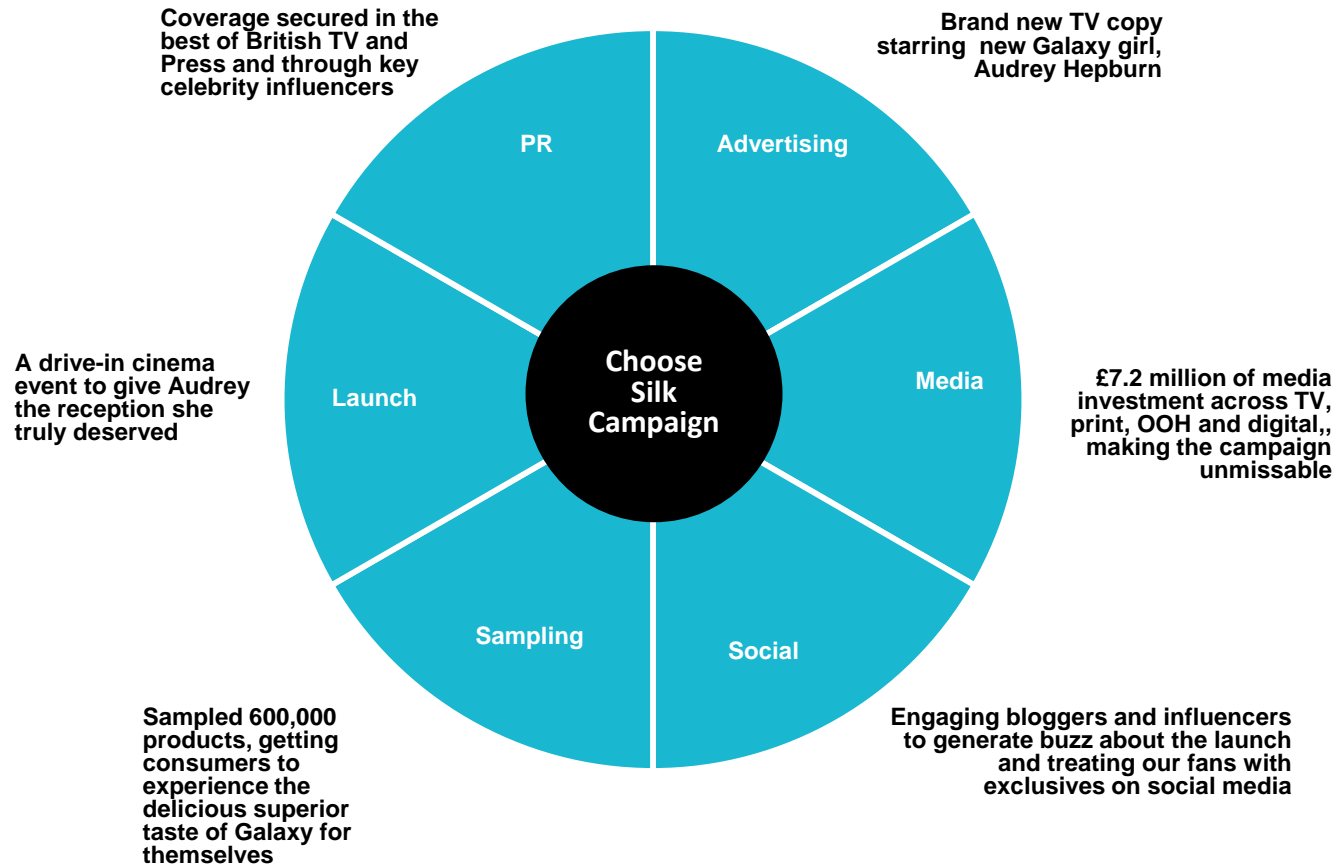 Coverage secured in the
best of British TV and
Press and through key
celebrity influencers
Brand new TV copy
starring  new Galaxy girl,
Audrey Hepburn
PR
Advertising
A drive-in cinema
event to give Audrey
the reception she
truly deserved
Launch
Choose
Silk
Campaign
Media
£7.2 million of media
investment across TV,
print, OOH and digital,,
making the campaign
unmissable
Sampling
Social
Sampled 600,000
products, getting
consumers to
experience the
delicious superior
taste of Galaxy for
themselves
Engaging bloggers and influencers
to generate buzz about the launch
and treating our fans with
exclusives on social media